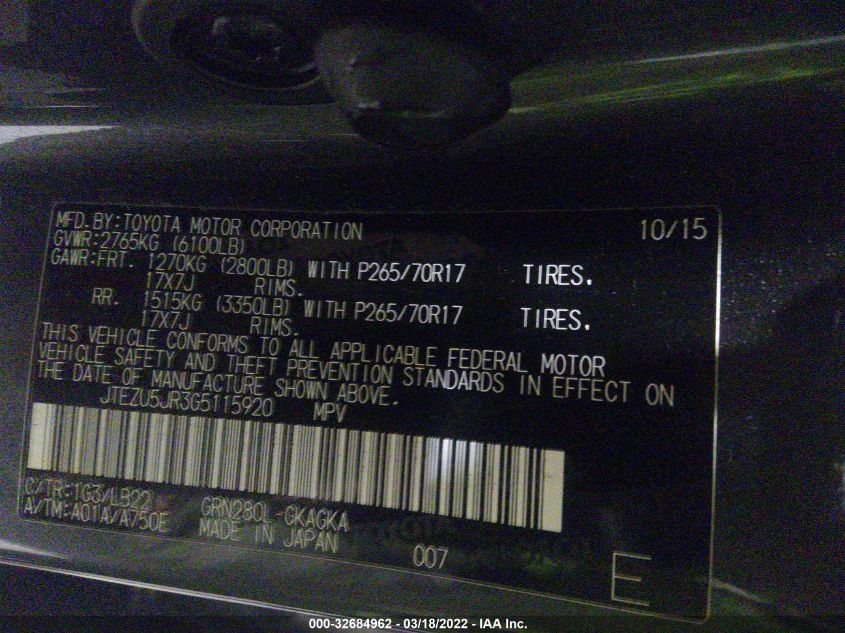 MFD.BY:TOYOTA MOTOR CORPORATION 10/15
GVWR:2765KG (6100LB)
GAWR:FRT. 1270KG (2800LB) WITH P265/70R17 TIRES.
17X7J RIMS.
RR. 1515KG (3350LB) WITH P265/70R17 TIRES.
17X7J RIMS.
THIS VEHICLE CONFORMS TO ALL APPLICABLE FEDERAL MOTOR
VEHICLE SAFETY AND THEFT PREVENTION STANDARDS IN EFFECT ON
THE DATE OF MANUFACTURE SHOWN ABOVE.
JTEZU5JR3G5115920 MPV
C/TR:1G3/LB22
A/TM:A01A/A750E GRN280L-GKAGKA
MADE IN JAPAN 007 E
000-32684962 - 03/18/2022 - IAA Inc.